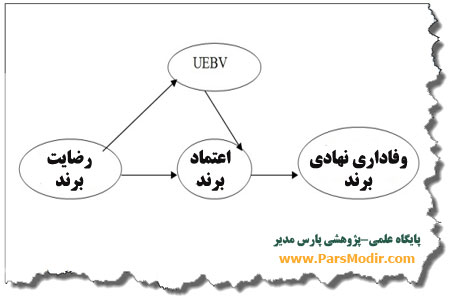 UEBV
رضایت
برند
اعتماد
برند
وفاداری نهادی
برند
پایگاه علمی-پژوهشی پارس مدیر
www.ParsModir.com